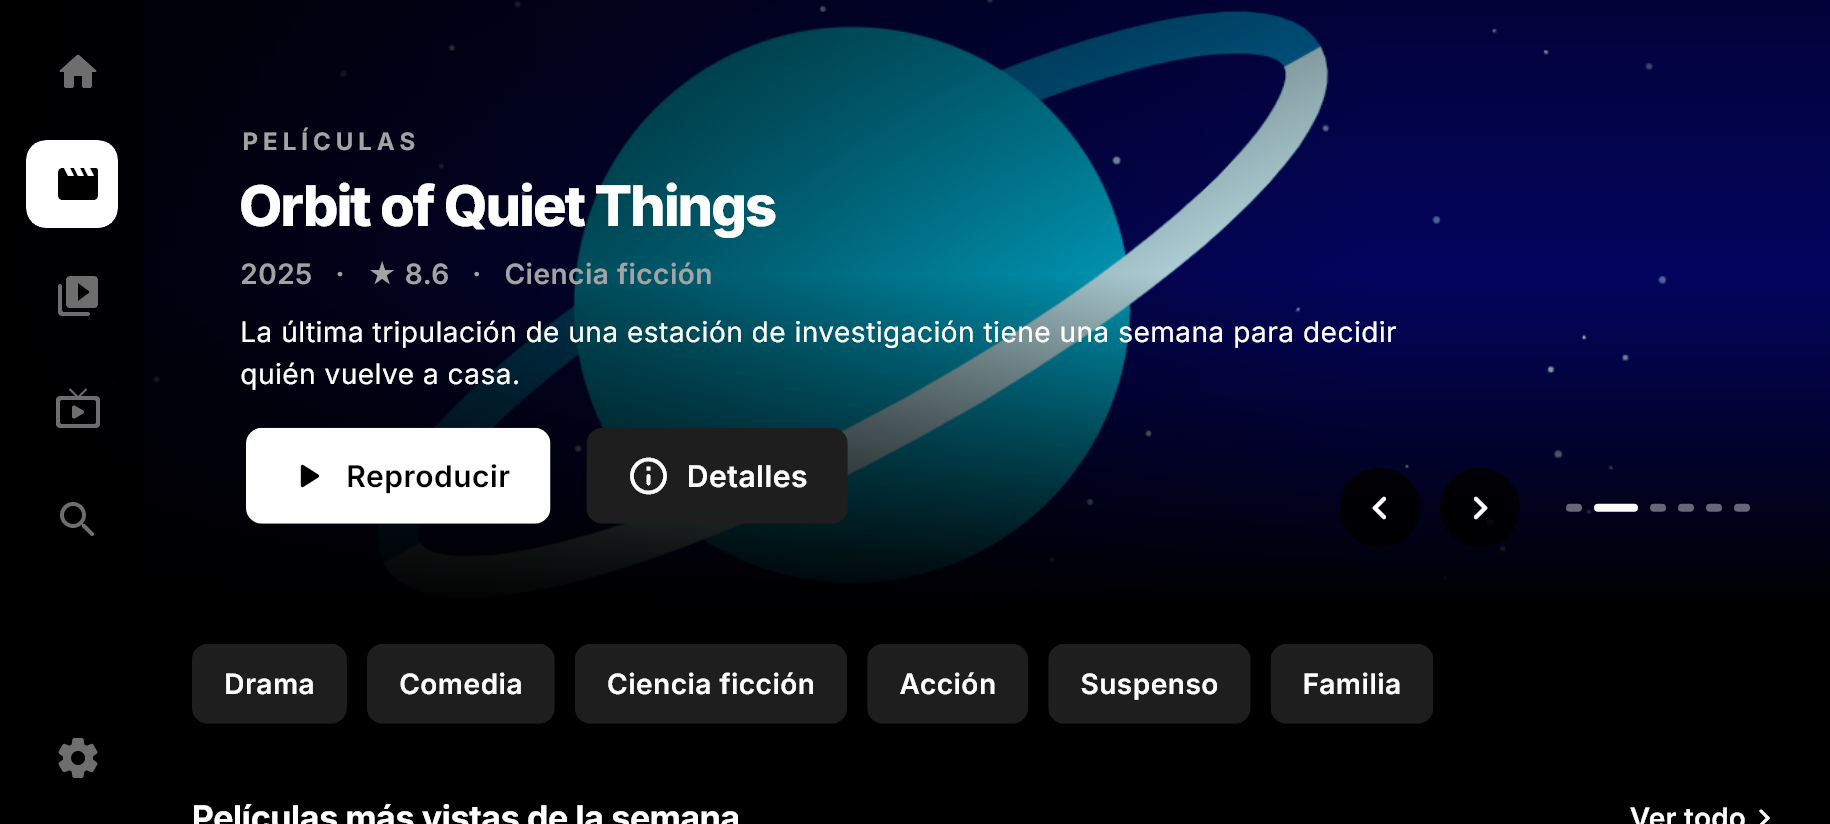 PELÍCULAS
Orbit of Quiet Things
2025 · ★ 8.6 · Ciencia ficción
La última tripulación de una estación de investigación tiene una semana para decidir
quién vuelve a casa.
Reproducir
Detalles
Drama
Comedia
Ciencia ficción
Acción
Suspenso
Familia
Películas más vistas de la semana
Ver todo